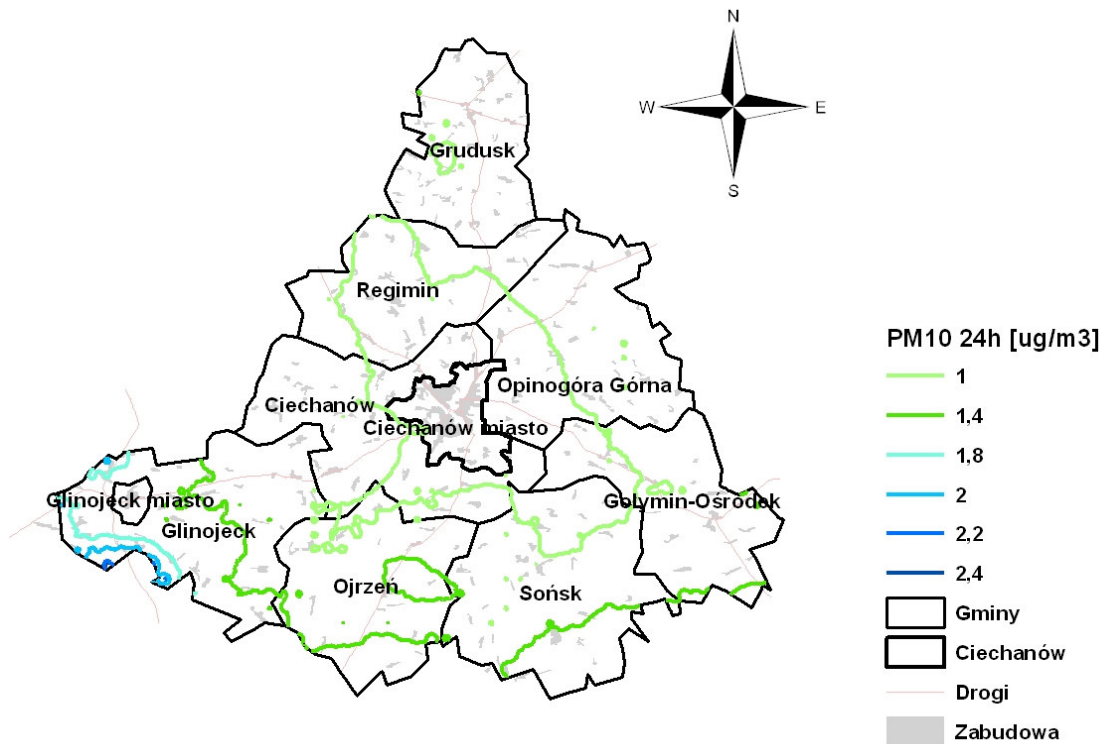 N
W
E
S
Grudusk
Regimin
Opinogóra Górna
Ciechanów
Ciechanów miasto
Glinojeck miasto
Gołymin-Ośródek
Glinojeck
Ojrzeń
Sońsk
PM10 24h [ug/m3]
1
1,4
1,8
2
2,2
2,4
Gminy
Ciechanów
Drogi
Zabudowa